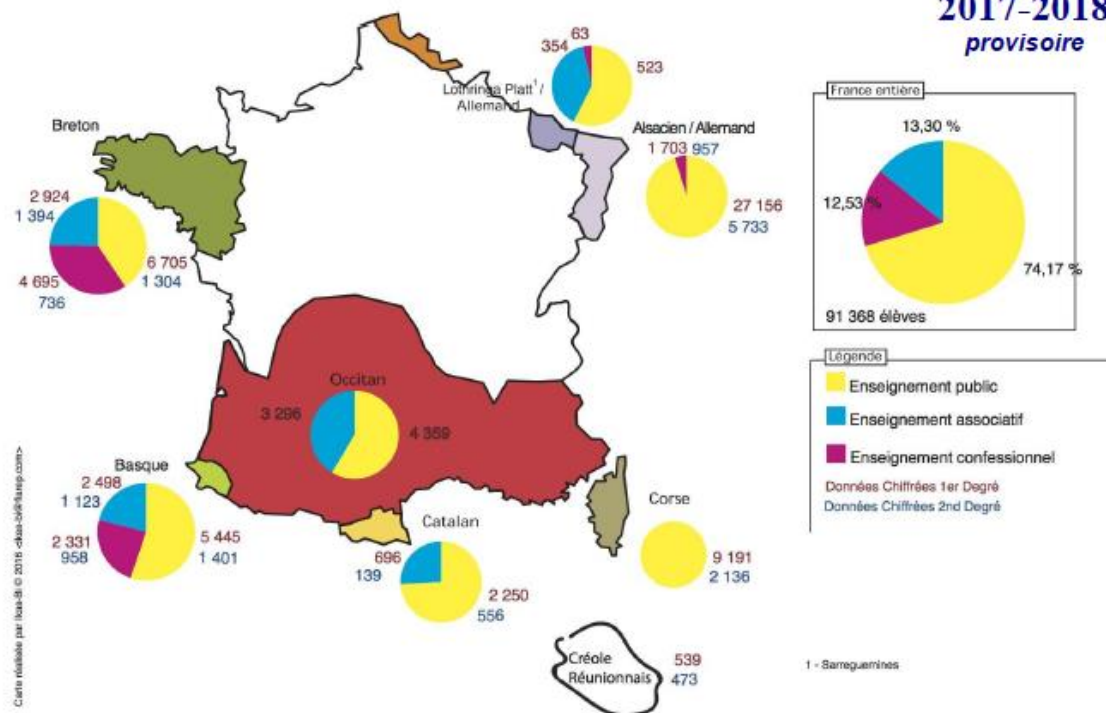 2017-2018
provisoire
354 63
523
Lothringa Platt¹ /
Allemand
Alsacien / Allemand
1 703 957
27 156
5 733
Breton
2 924
1 394
6 705
1 304
4 695
736
France entière
13,30 %
12,53 %
74,17 %
91 368 élèves
Légende
Enseignement public
Enseignement associatif
Enseignement confessionnel
Données Chiffrées 1er Degré
Données Chiffrées 2nd Degré
Occitan
3 296
4 359
Basque
2 498
1 123
2 331
958
5 445
1 401
Catalan
696
139
2 250
556
Corse
9 191
2 136
Créole
Réunionnais
539
473
1 - Sarreguemines
Carte réalisée par